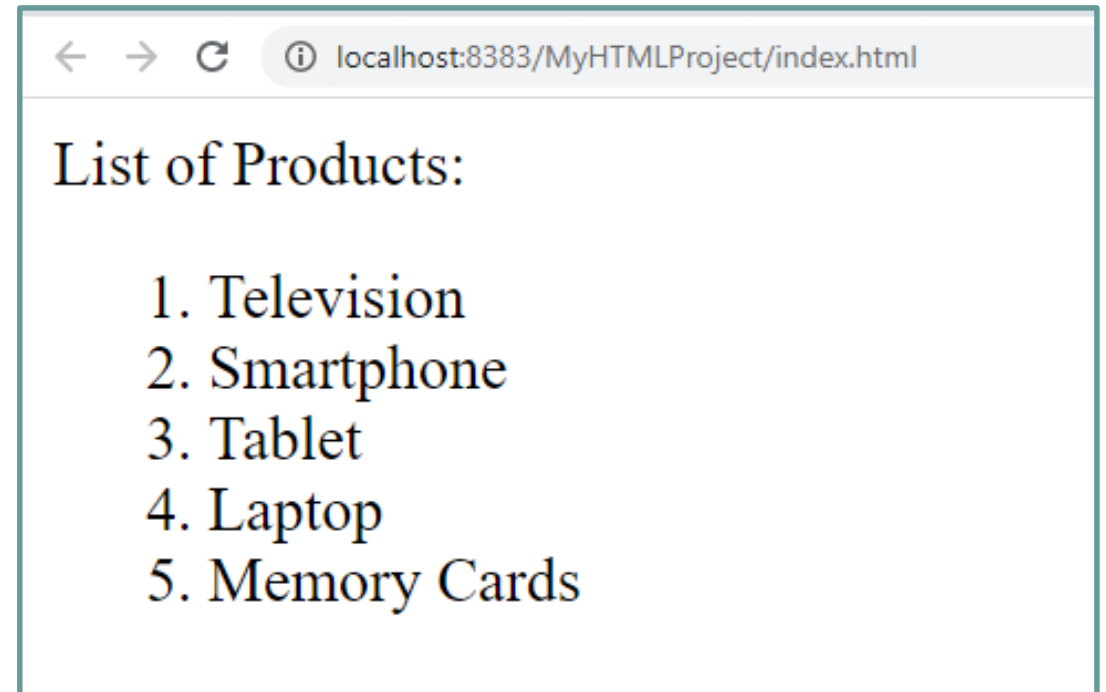 localhost:8383/MyHTMLProject/index.html
List of Products:
1. Television
2. Smartphone
3. Tablet
4. Laptop
5. Memory Cards